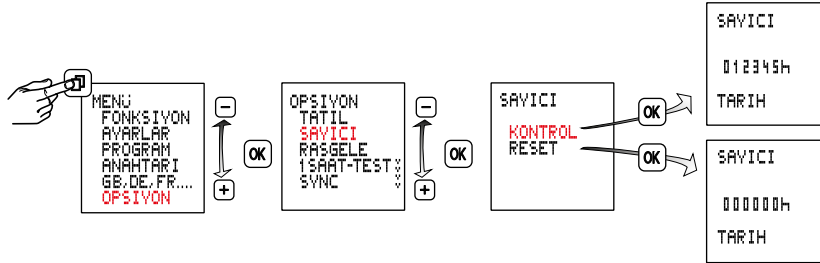 MENÜ
FONKSIYON
AYARLAR
PROGRAM
ANAHTARI
GB,DE,FR....
OPSIYON
−
+
OK
OPSIYON
TATIL
SAYICI
RASGELE
1SAAT-TEST
SYNC
−
+
OK
SAYICI
KONTROL
RESET
OK
OK
SAYICI
012345h
TARIH
SAYICI
000000h
TARIH